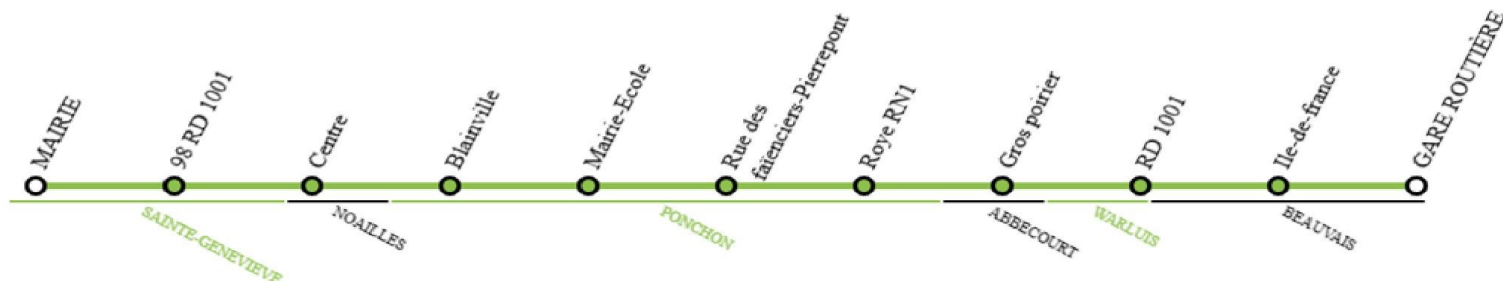 MAIRIE
98 RD 1001
Centre
Blainville
Mairie-Ecole
Rue des
faïenciers-Pierrepont
Roye RN1
Gros poirier
RD 1001
Ile-de-france
GARE ROUTIÈRE
SAINTE-GENEVIEVE
NOAILLES
PONCHON
ABBECOURT
WARLUIS
BEAUVAIS